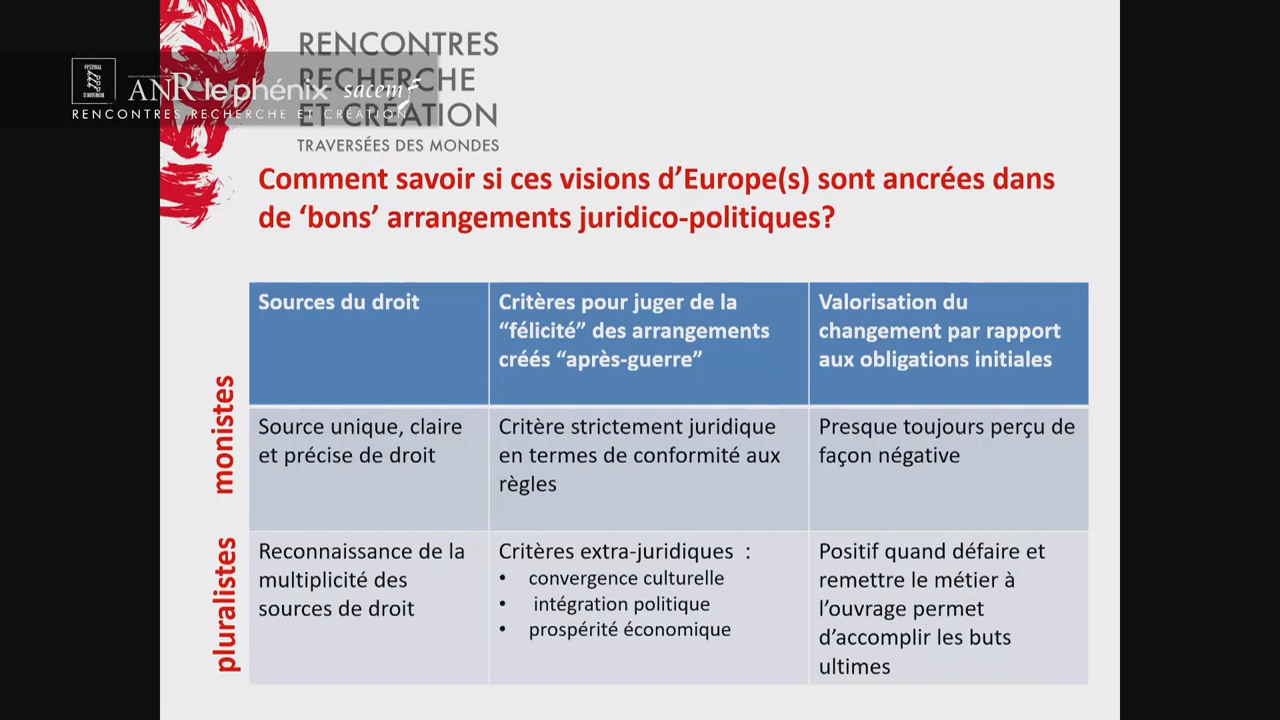 RENCONTRES
RECHERCHE
ET CRÉATION
TRAVERSÉES DES MONDES
FESTIVAL
D'AVIGNON
ANR le phénix sacem
RENCONTRES RECHERCHE ET CRÉATION
Comment savoir si ces visions d’Europe(s) sont ancrées dans
de ‘bons’ arrangements juridico-politiques?
Sources du droit
Critères pour juger de la
“félicité” des arrangements
créés “après-guerre”
Valorisation du
changement par rapport
aux obligations initiales
monistes
Source unique, claire
et précise de droit
Critère strictement juridique
en termes de conformité aux
règles
Presque toujours perçu de
façon négative
pluralistes
Reconnaissance de la
multiplicité des
sources de droit
Critères extra-juridiques :
• convergence culturelle
• intégration politique
• prospérité économique
Positif quand défaire et
remettre le métier à
l’ouvrage permet
d’accomplir les buts
ultimes